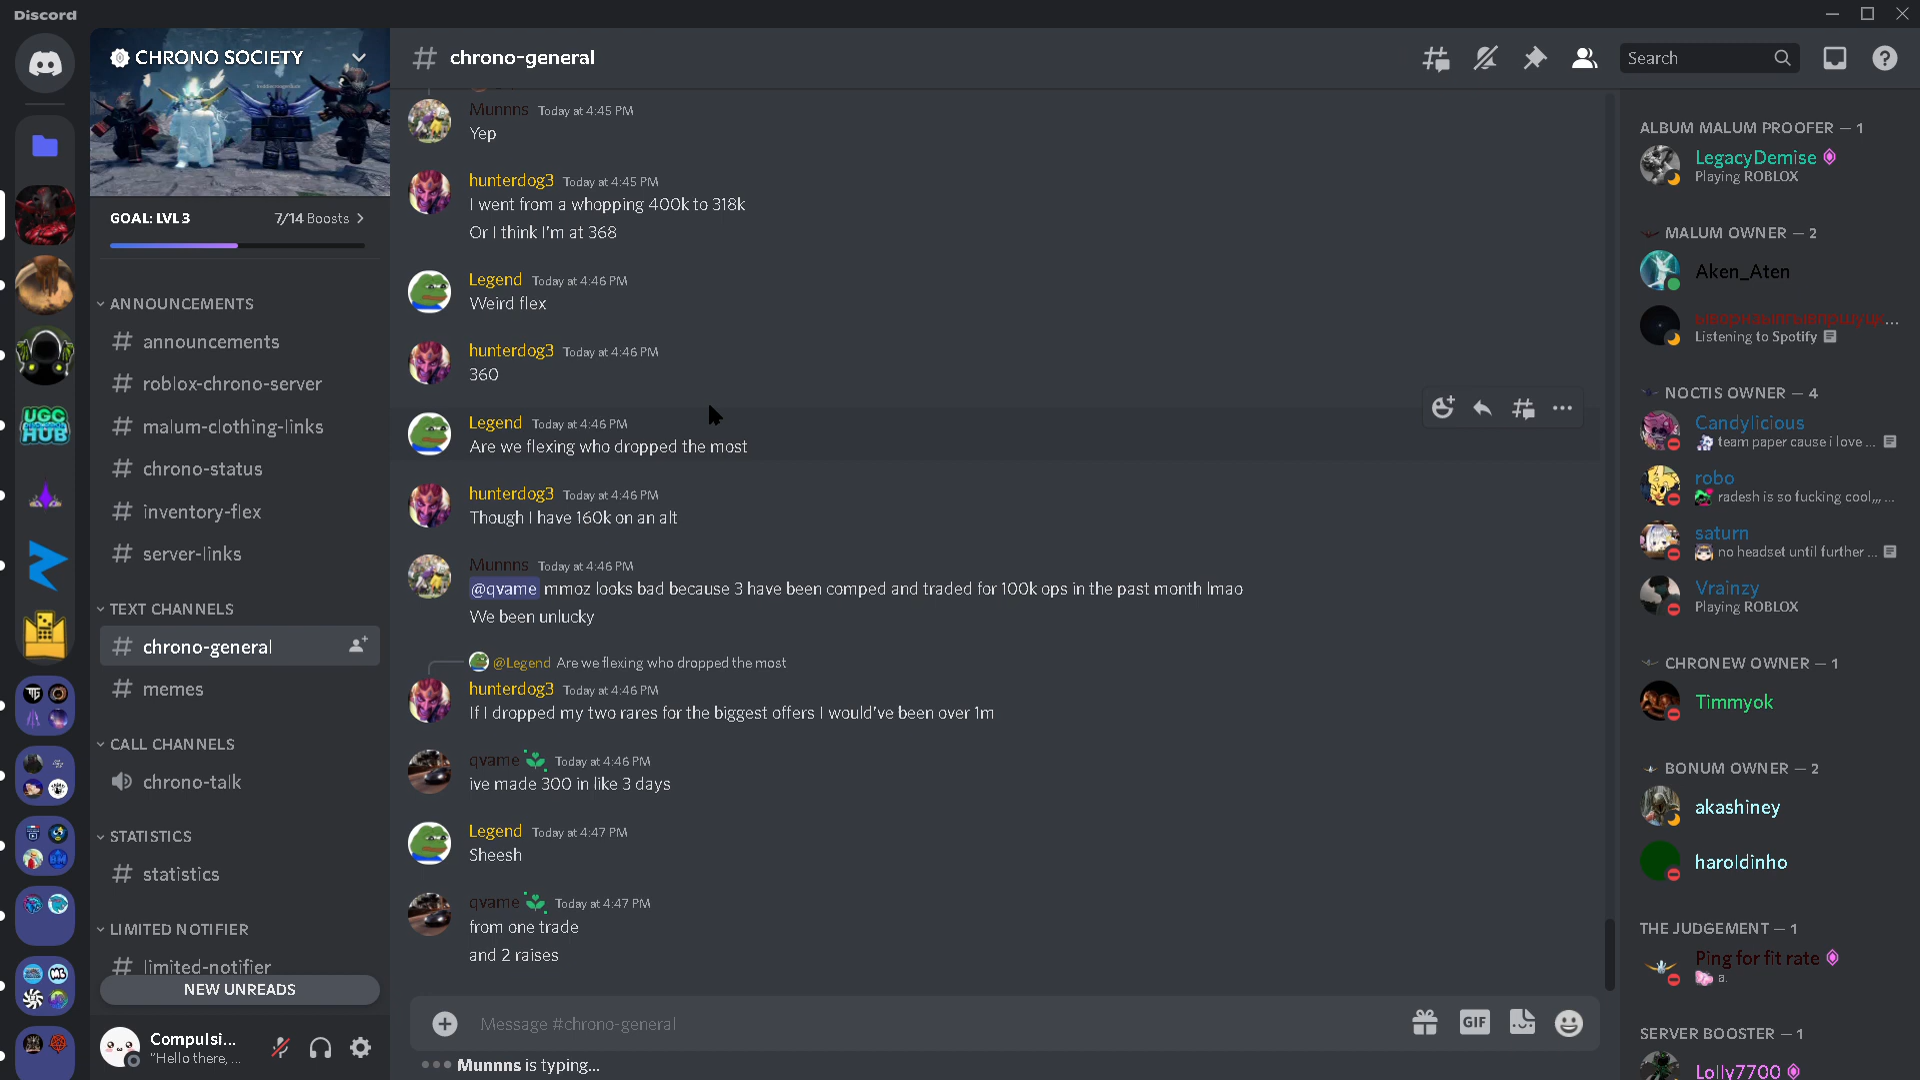 Discord
CHRONO SOCIETY
GOAL: LVL 3
7/14 Boosts
ANNOUNCEMENTS
announcements
roblox-chrono-server
malum-clothing-links
chrono-status
inventory-flex
server-links
TEXT CHANNELS
chrono-general
memes
CALL CHANNELS
chrono-talk
STATISTICS
statistics
LIMITED NOTIFIER
limited-notifier
NEW UNREADS
Compulsi...
"Hello there, ...
UGC
HUB
# chrono-general
Search
Munnns Today at 4:45 PM
Yep
hunterdog3 Today at 4:45 PM
I went from a whopping 400k to 318k
Or I think I'm at 368
Legend Today at 4:46 PM
Weird flex
hunterdog3 Today at 4:46 PM
360
Legend Today at 4:46 PM
Are we flexing who dropped the most
hunterdog3 Today at 4:46 PM
Though I have 160k on an alt
Munnns Today at 4:46 PM
@qvame mmoz looks bad because 3 have been comped and traded for 100k ops in the past month lmao
We been unlucky
@Legend Are we flexing who dropped the most
hunterdog3 Today at 4:46 PM
If I dropped my two rares for the biggest offers I would've been over 1m
qvame Today at 4:46 PM
ive made 300 in like 3 days
Legend Today at 4:47 PM
Sheesh
qvame Today at 4:47 PM
from one trade
and 2 raises
Message #chrono-general
GIF
Munnns is typing...
ALBUM MALUM PROOFER — 1
LegacyDemise
Playing ROBLOX
MALUM OWNER — 2
Aken_Aten
Listening to Spotify
NOCTIS OWNER — 4
Candylicious
team paper cause i love ...
robo
radesh is so fucking cool,,, ...
saturn
no headset until further ...
Vrainzy
Playing ROBLOX
CHRONEW OWNER — 1
Timmyok
BONUM OWNER — 2
akashiney
haroldinho
THE JUDGEMENT — 1
Ping for fit rate
a.
SERVER BOOSTER — 1
Lolly7700